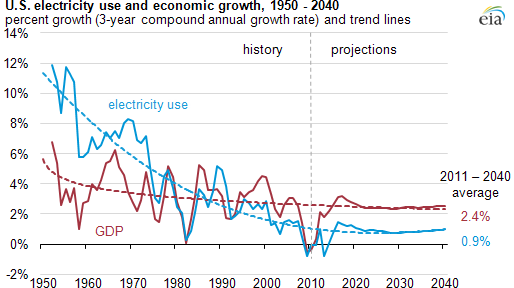 U.S. electricity use and economic growth, 1950 - 2040
percent growth (3-year compound annual growth rate) and trend lines
eia
14%
12%
10%
8%
6%
4%
2%
0%
-2%
history
projections
electricity use
GDP
2011 – 2040
average
2.4%
0.9%
1950 1960 1970 1980 1990 2000 2010 2020 2030 2040